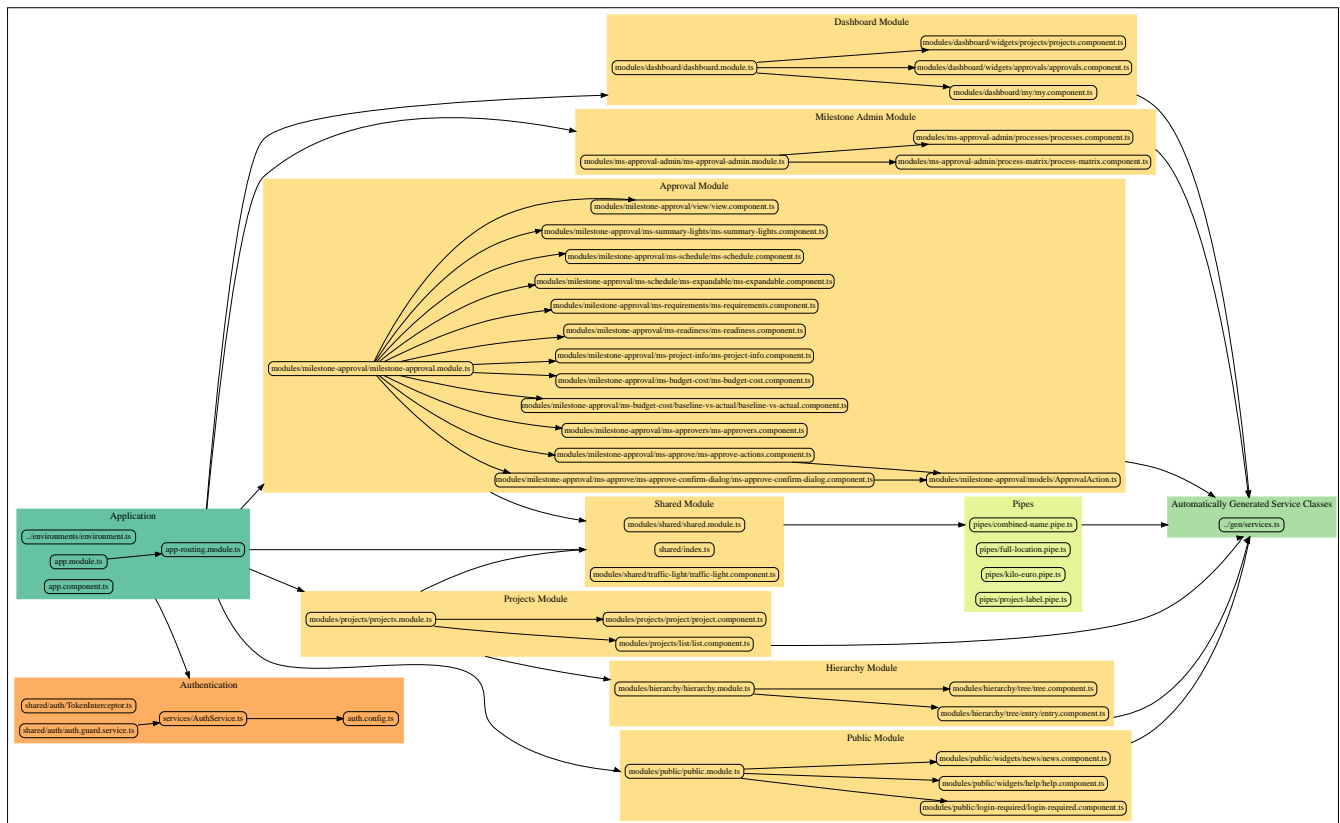 Dashboard Module
modules/dashboard/widgets/projects/projects.component.ts
modules/dashboard/dashboard.module.ts
modules/dashboard/widgets/approvals/approvals.component.ts
modules/dashboard/my/my.component.ts
Milestone Admin Module
modules/ms-approval-admin/processes/processes.component.ts
modules/ms-approval-admin/ms-approval-admin.module.ts
modules/ms-approval-admin/process-matrix/process-matrix.component.ts
Approval Module
modules/milestone-approval/view/view.component.ts
modules/milestone-approval/ms-summary-lights/ms-summary-lights.component.ts
modules/milestone-approval/ms-schedule/ms-schedule.component.ts
modules/milestone-approval/ms-schedule/ms-expandable/ms-expandable.component.ts
modules/milestone-approval/ms-requirements/ms-requirements.component.ts
modules/milestone-approval/ms-readiness/ms-readiness.component.ts
modules/milestone-approval/ms-project-info/ms-project-info.component.ts
modules/milestone-approval/milestone-approval.module.ts
modules/milestone-approval/ms-budget-cost/ms-budget-cost.component.ts
modules/milestone-approval/ms-budget-cost/baseline-vs-actual/baseline-vs-actual.component.ts
modules/milestone-approval/ms-approvers/ms-approvers.component.ts
modules/milestone-approval/ms-approve/ms-approve-actions.component.ts
modules/milestone-approval/ms-approve/ms-approve-confirm-dialog/ms-approve-confirm-dialog.component.ts
modules/milestone-approval/models/ApprovalAction.ts
Application
../environments/environment.ts
app-routing.module.ts
app.module.ts
app.component.ts
Shared Module
modules/shared/shared.module.ts
shared/index.ts
modules/shared/traffic-light/traffic-light.component.ts
Pipes
pipes/combined-name.pipe.ts
pipes/full-location.pipe.ts
pipes/kilo-euro.pipe.ts
pipes/project-label.pipe.ts
Automatically Generated Service Classes
../gen/services.ts
Projects Module
modules/projects/projects.module.ts
modules/projects/project/project.component.ts
modules/projects/list/list.component.ts
Authentication
shared/auth/TokenInterceptor.ts
services/AuthService.ts
auth.config.ts
shared/auth/auth.guard.service.ts
Hierarchy Module
modules/hierarchy/hierarchy.module.ts
modules/hierarchy/tree/tree.component.ts
modules/hierarchy/tree/entry/entry.component.ts
Public Module
modules/public/widgets/news/news.component.ts
modules/public/public.module.ts
modules/public/widgets/help/help.component.ts
modules/public/login-required/login-required.component.ts